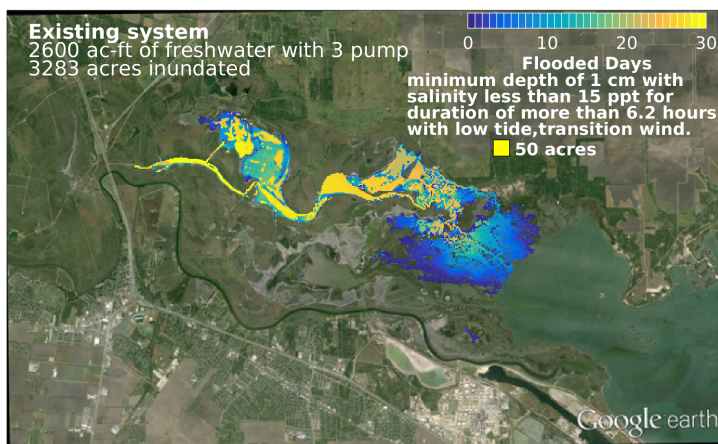 Existing system
2600 ac-ft of freshwater with 3 pump
3283 acres inundated
0 10 20 30
Flooded Days
minimum depth of 1 cm with
salinity less than 15 ppt for
duration of more than 6.2 hours
with low tide,transition wind.
50 acres
Google earth